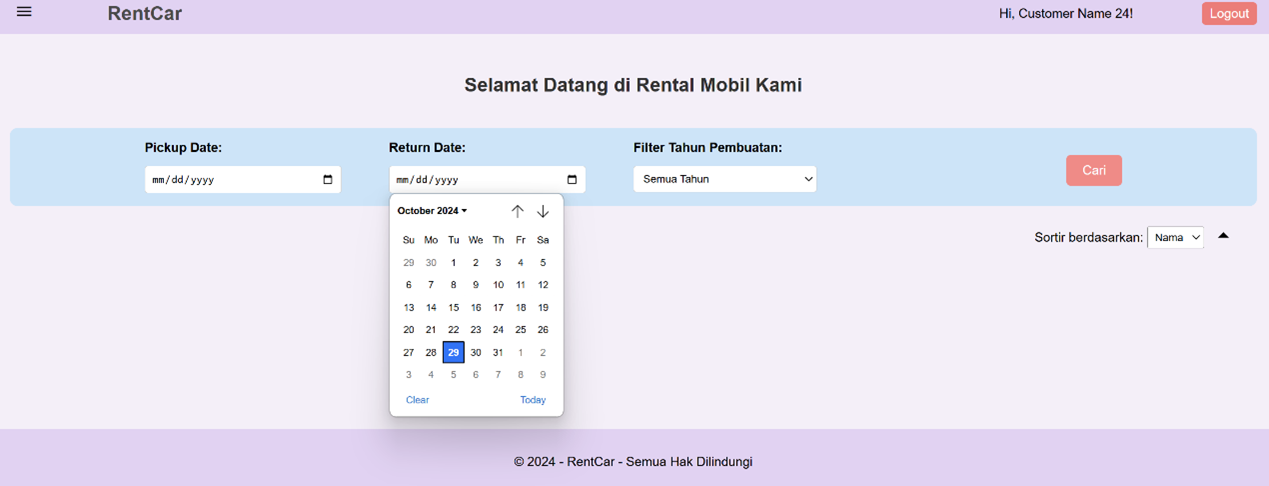 RentCar
Hi, Customer Name 24!
Logout
Selamat Datang di Rental Mobil Kami
Pickup Date:
Return Date:
Filter Tahun Pembuatan:
mm/dd/yyyy
mm/dd/yyyy
Semua Tahun
Cari
Sortir berdasarkan: Nama
October 2024
Su Mo Tu We Th Fr Sa
29 30 1 2 3 4 5
6 7 8 9 10 11 12
13 14 15 16 17 18 19
20 21 22 23 24 25 26
27 28 29 30 31 1 2
3 4 5 6 7 8 9
Clear Today
© 2024 - RentCar - Semua Hak Dilindungi